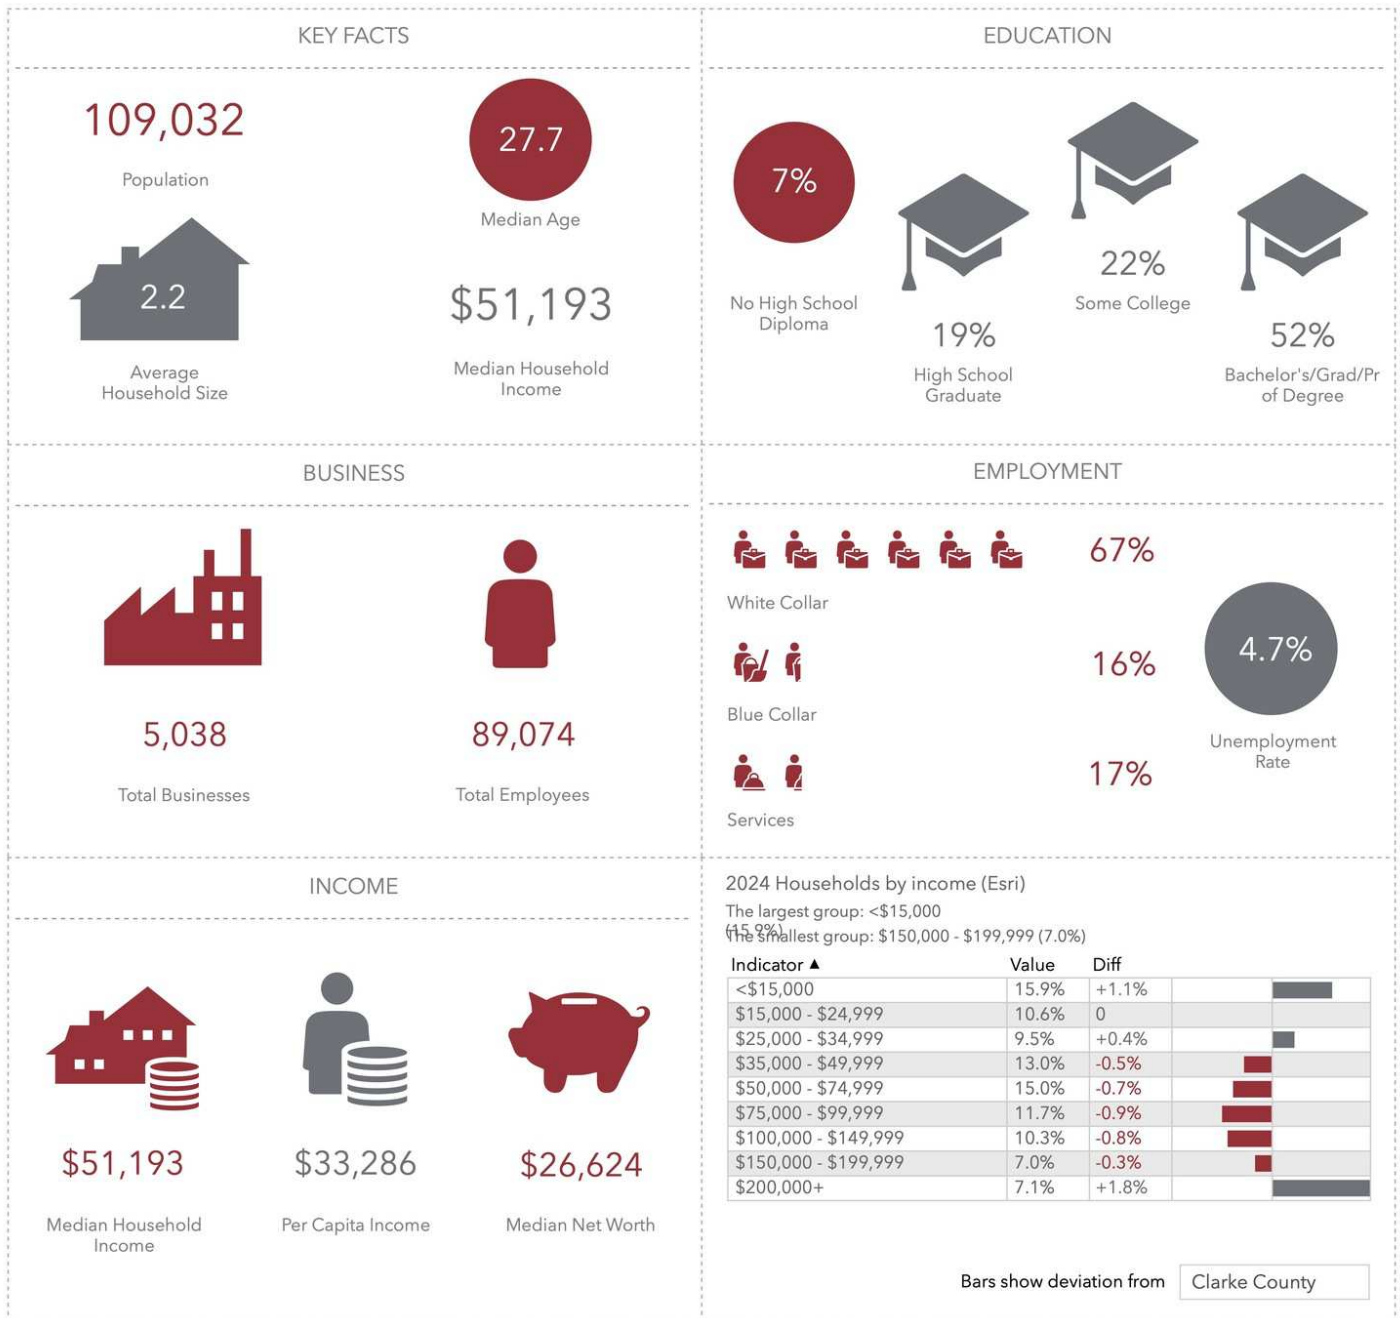 KEY FACTS
109,032
Population
27.7
Median Age
2.2
Average
Household Size
$51,193
Median Household
Income
EDUCATION
7%
No High School
Diploma
19%
High School
Graduate
22%
Some College
52%
Bachelor's/Grad/Pr
of Degree
BUSINESS
5,038
Total Businesses
89,074
Total Employees
EMPLOYMENT
67%
White Collar
16%
Blue Collar
17%
Services
4.7%
Unemployment
Rate
INCOME
$51,193
Median Household
Income
$33,286
Per Capita Income
$26,624
Median Net Worth
2024 Households by income (Esri)
The largest group: <$15,000
(15.9%)
The smallest group: $150,000 - $199,999 (7.0%)
Indicator ▲ Value Diff
<$15,000 15.9% +1.1%
$15,000 - $24,999 10.6% 0
$25,000 - $34,999 9.5% +0.4%
$35,000 - $49,999 13.0% -0.5%
$50,000 - $74,999 15.0% -0.7%
$75,000 - $99,999 11.7% -0.9%
$100,000 - $149,999 10.3% -0.8%
$150,000 - $199,999 7.0% -0.3%
$200,000+ 7.1% +1.8%
Bars show deviation from Clarke County